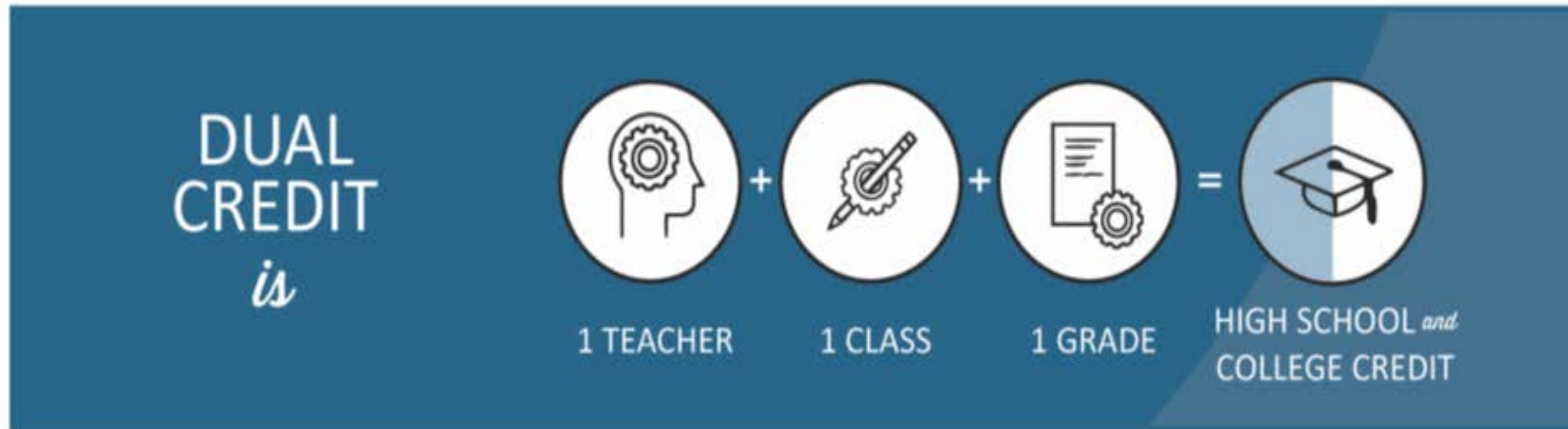 DUAL
CREDIT
is
+ + =
1 TEACHER
1 CLASS
1 GRADE
HIGH SCHOOL and
COLLEGE CREDIT